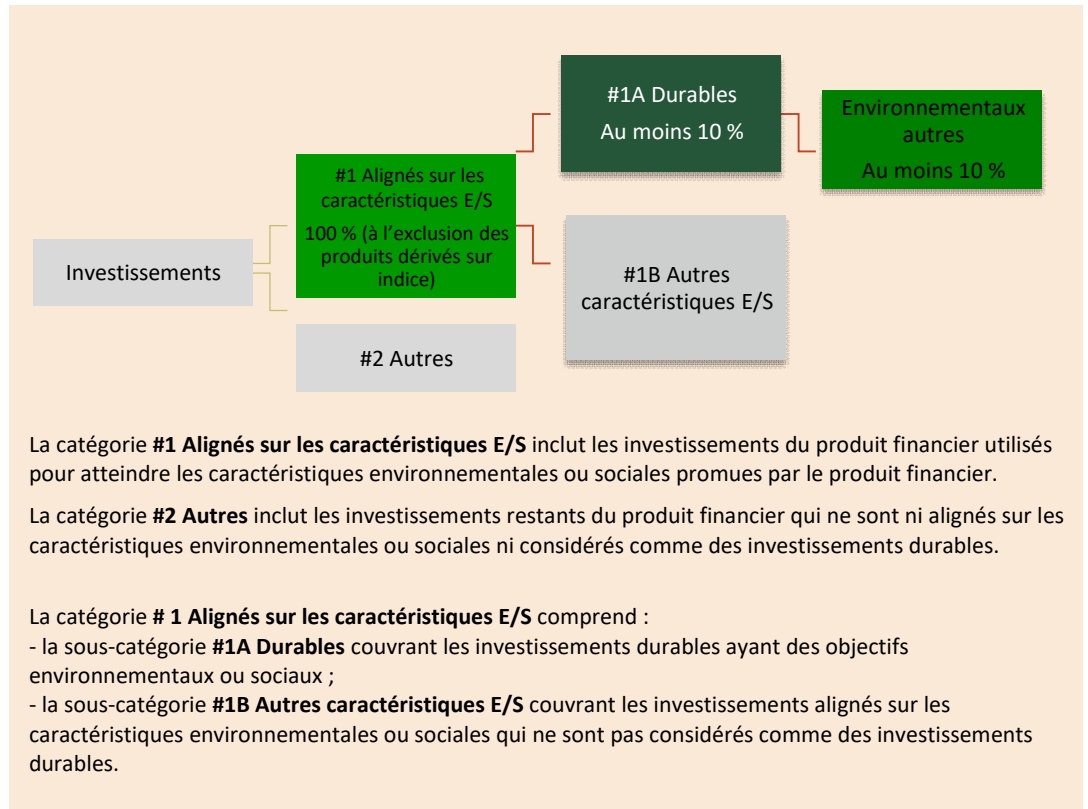 #1A Durables
Au moins 10 %
Environnementaux
autres
Au moins 10 %
#1 Alignés sur les
caractéristiques E/S
100 % (à l’exclusion des
produits dérivés sur
indice)
Investissements
#1B Autres
caractéristiques E/S
#2 Autres
La catégorie #1 Alignés sur les caractéristiques E/S inclut les investissements du produit financier utilisés
pour atteindre les caractéristiques environnementales ou sociales promues par le produit financier.
La catégorie #2 Autres inclut les investissements restants du produit financier qui ne sont ni alignés sur les
caractéristiques environnementales ou sociales ni considérés comme des investissements durables.
La catégorie # 1 Alignés sur les caractéristiques E/S comprend :
- la sous-catégorie #1A Durables couvrant les investissements durables ayant des objectifs
environnementaux ou sociaux ;
- la sous-catégorie #1B Autres caractéristiques E/S couvrant les investissements alignés sur les
caractéristiques environnementales ou sociales qui ne sont pas considérés comme des investissements
durables.